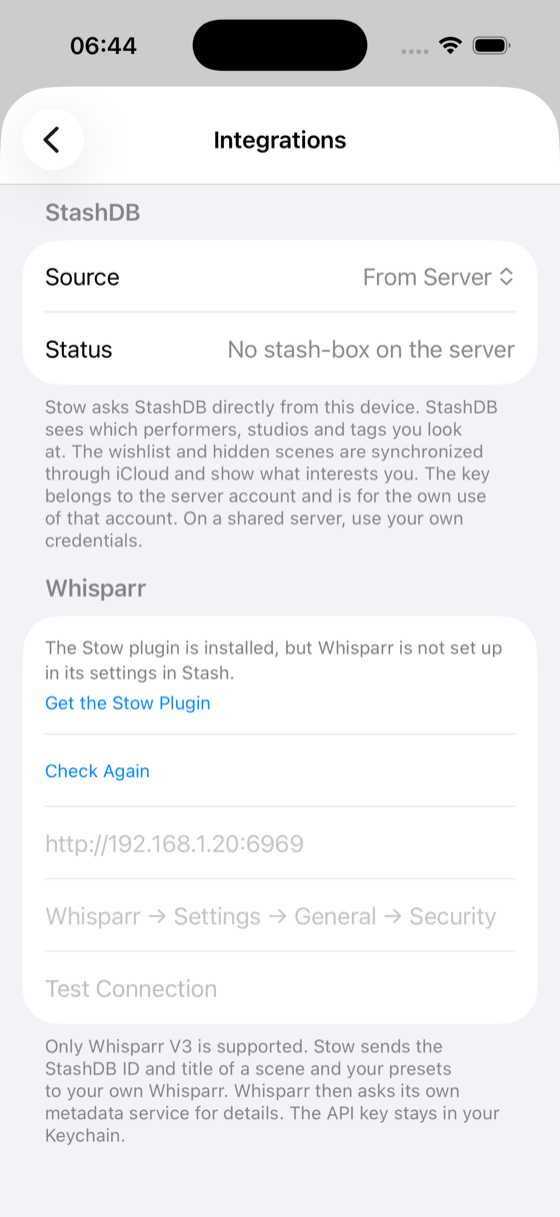 06:44
Integrations
StashDB
Source
From Server
Status
No stash-box on the server
Stow asks StashDB directly from this device. StashDB
sees which performers, studios and tags you look
at. The wishlist and hidden scenes are synchronized
through iCloud and show what interests you. The key
belongs to the server account and is for the own use
of that account. On a shared server, use your own
credentials.
Whisparr
The Stow plugin is installed, but Whisparr is not set up
in its settings in Stash.
Get the Stow Plugin
Check Again
http://192.168.1.20:6969
Whisparr → Settings → General → Security
Test Connection
Only Whisparr V3 is supported. Stow sends the
StashDB ID and title of a scene and your presets
to your own Whisparr. Whisparr then asks its own
metadata service for details. The API key stays in your
Keychain.